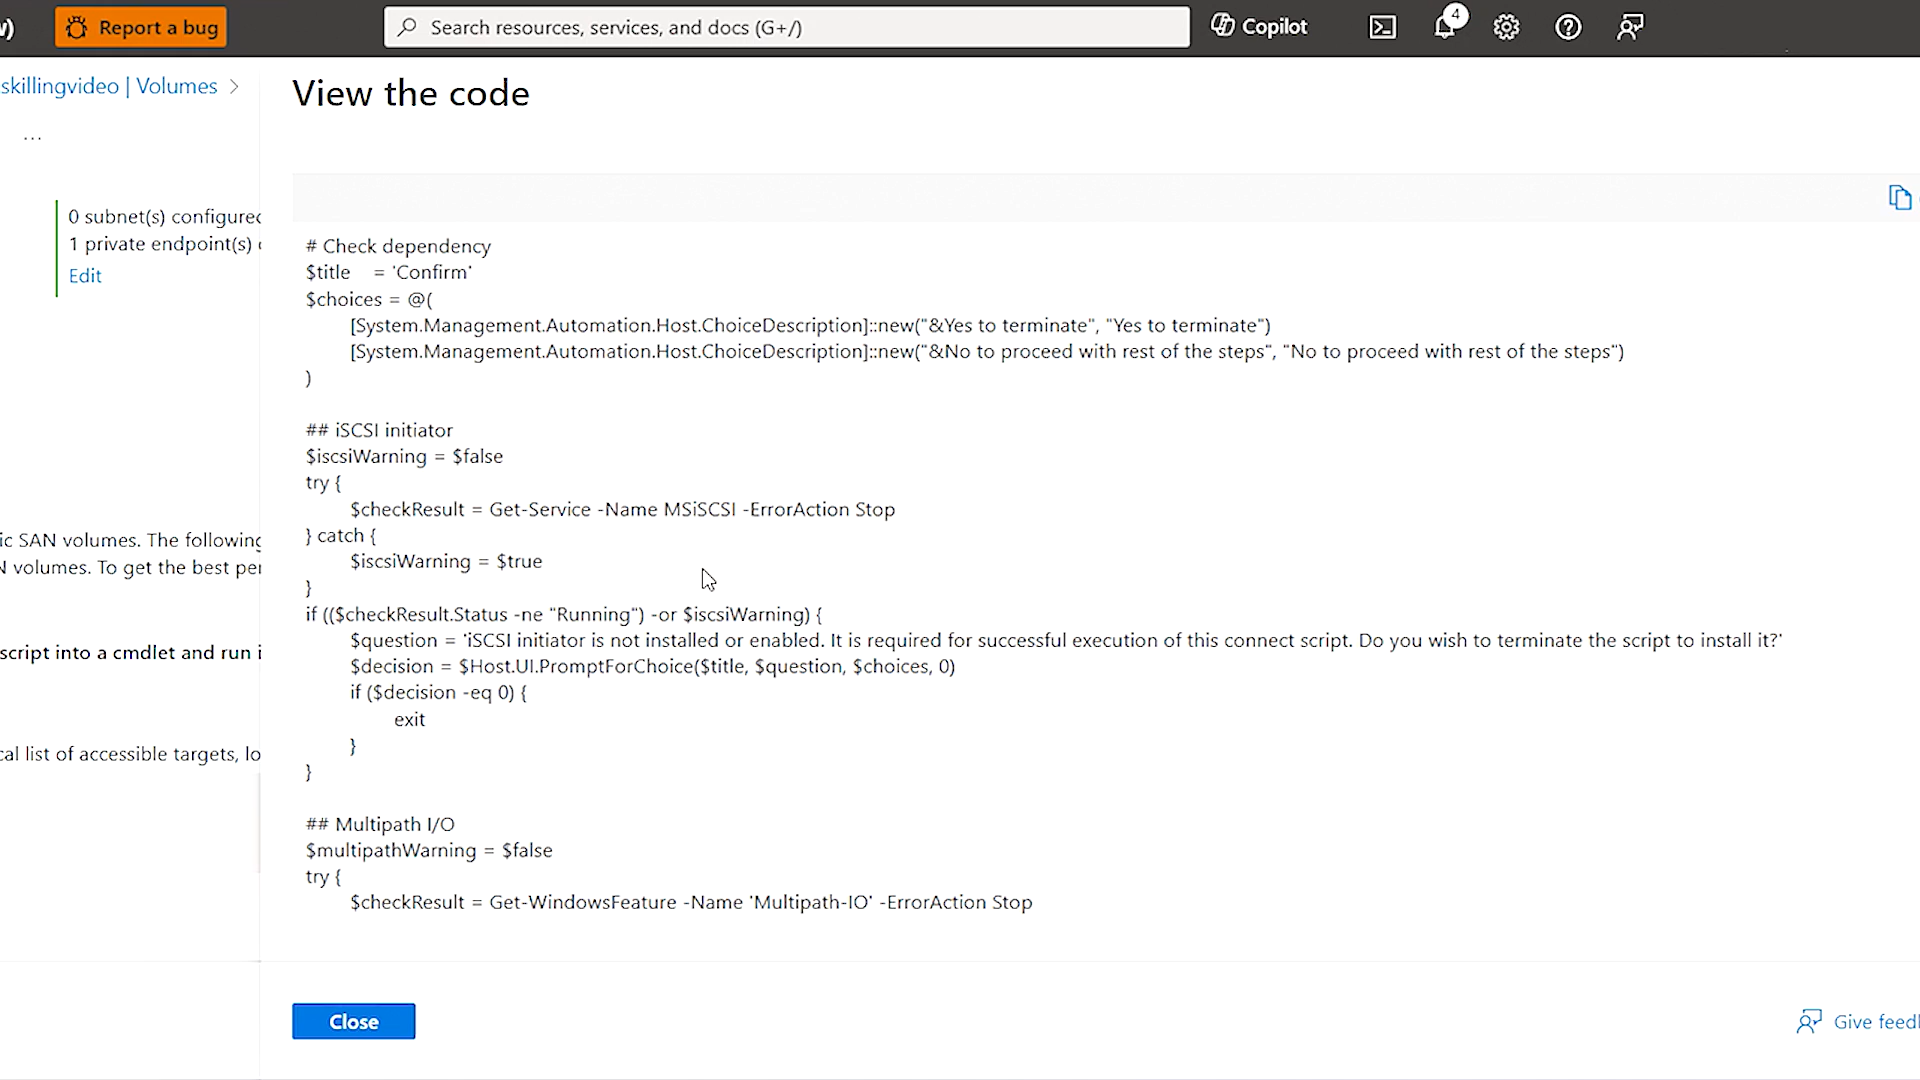 Report a bug
Search resources, services, and docs (G+/)
Copilot
4
skillingvideo | Volumes >
...
0 subnet(s) configured
1 private endpoint(s)
Edit
ic SAN volumes. The following
N volumes. To get the best
script into a cmdlet and run
cal list of accessible targets,
View the code
# Check dependency
$title = 'Confirm'
$choices = @(
[System.Management.Automation.Host.ChoiceDescription]::new("&Yes to terminate", "Yes to terminate")
[System.Management.Automation.Host.ChoiceDescription]::new("&No to proceed with rest of the steps", "No to proceed with rest of the steps")
)
## iSCSI initiator
$iscsiWarning = $false
try {
$checkResult = Get-Service -Name MSiSCSI -ErrorAction Stop
} catch {
$iscsiWarning = $true
}
if (($checkResult.Status -ne "Running") -or $iscsiWarning) {
$question = 'iSCSI initiator is not installed or enabled. It is required for successful execution of this connect script. Do you wish to terminate the script to install it?'
$decision = $Host.UI.PromptForChoice($title, $question, $choices, 0)
if ($decision -eq 0) {
exit
}
}
## Multipath I/O
$multipathWarning = $false
try {
$checkResult = Get-WindowsFeature -Name 'Multipath-IO' -ErrorAction Stop
Close
Give